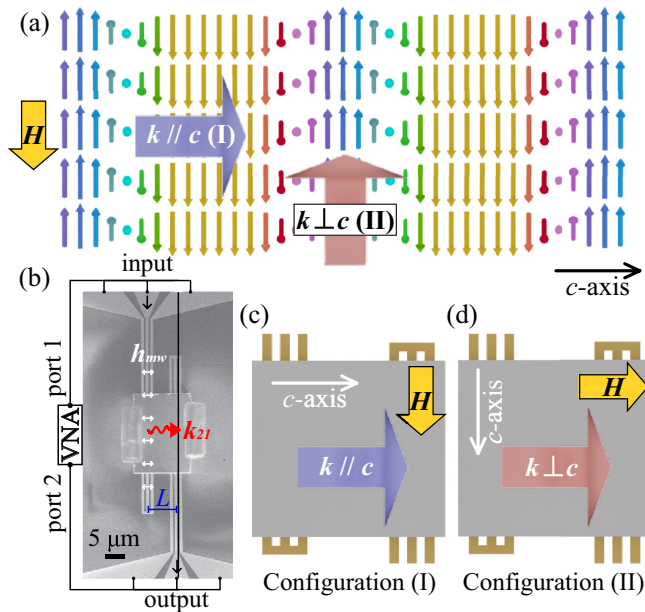 (a)
H
k // c (I)
k ⊥ c (II)
c-axis
(b)
input
port 1
VNA
port 2
h_mw
k_21
L
5 μm
output
(c)
c-axis
H
k // c
Configuration (I)
(d)
c-axis
H
k ⊥ c
Configuration (II)